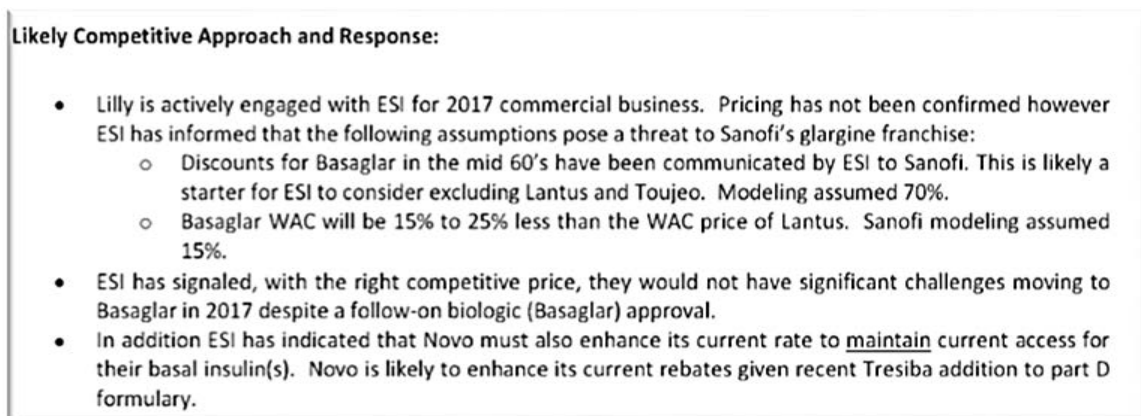 Likely Competitive Approach and Response:
• Lilly is actively engaged with ESI for 2017 commercial business. Pricing has not been confirmed however
ESI has informed that the following assumptions pose a threat to Sanofi's glargine franchise:
o Discounts for Basaglar in the mid 60's have been communicated by ESI to Sanofi. This is likely a
starter for ESI to consider excluding Lantus and Toujeo. Modeling assumed 70%.
o Basaglar WAC will be 15% to 25% less than the WAC price of Lantus. Sanofi modeling assumed
15%.
• ESI has signaled, with the right competitive price, they would not have significant challenges moving to
Basaglar in 2017 despite a follow-on biologic (Basaglar) approval.
• In addition ESI has indicated that Novo must also enhance its current rate to maintain current access for
their basal insulin(s). Novo is likely to enhance its current rebates given recent Tresiba addition to part D
formulary.